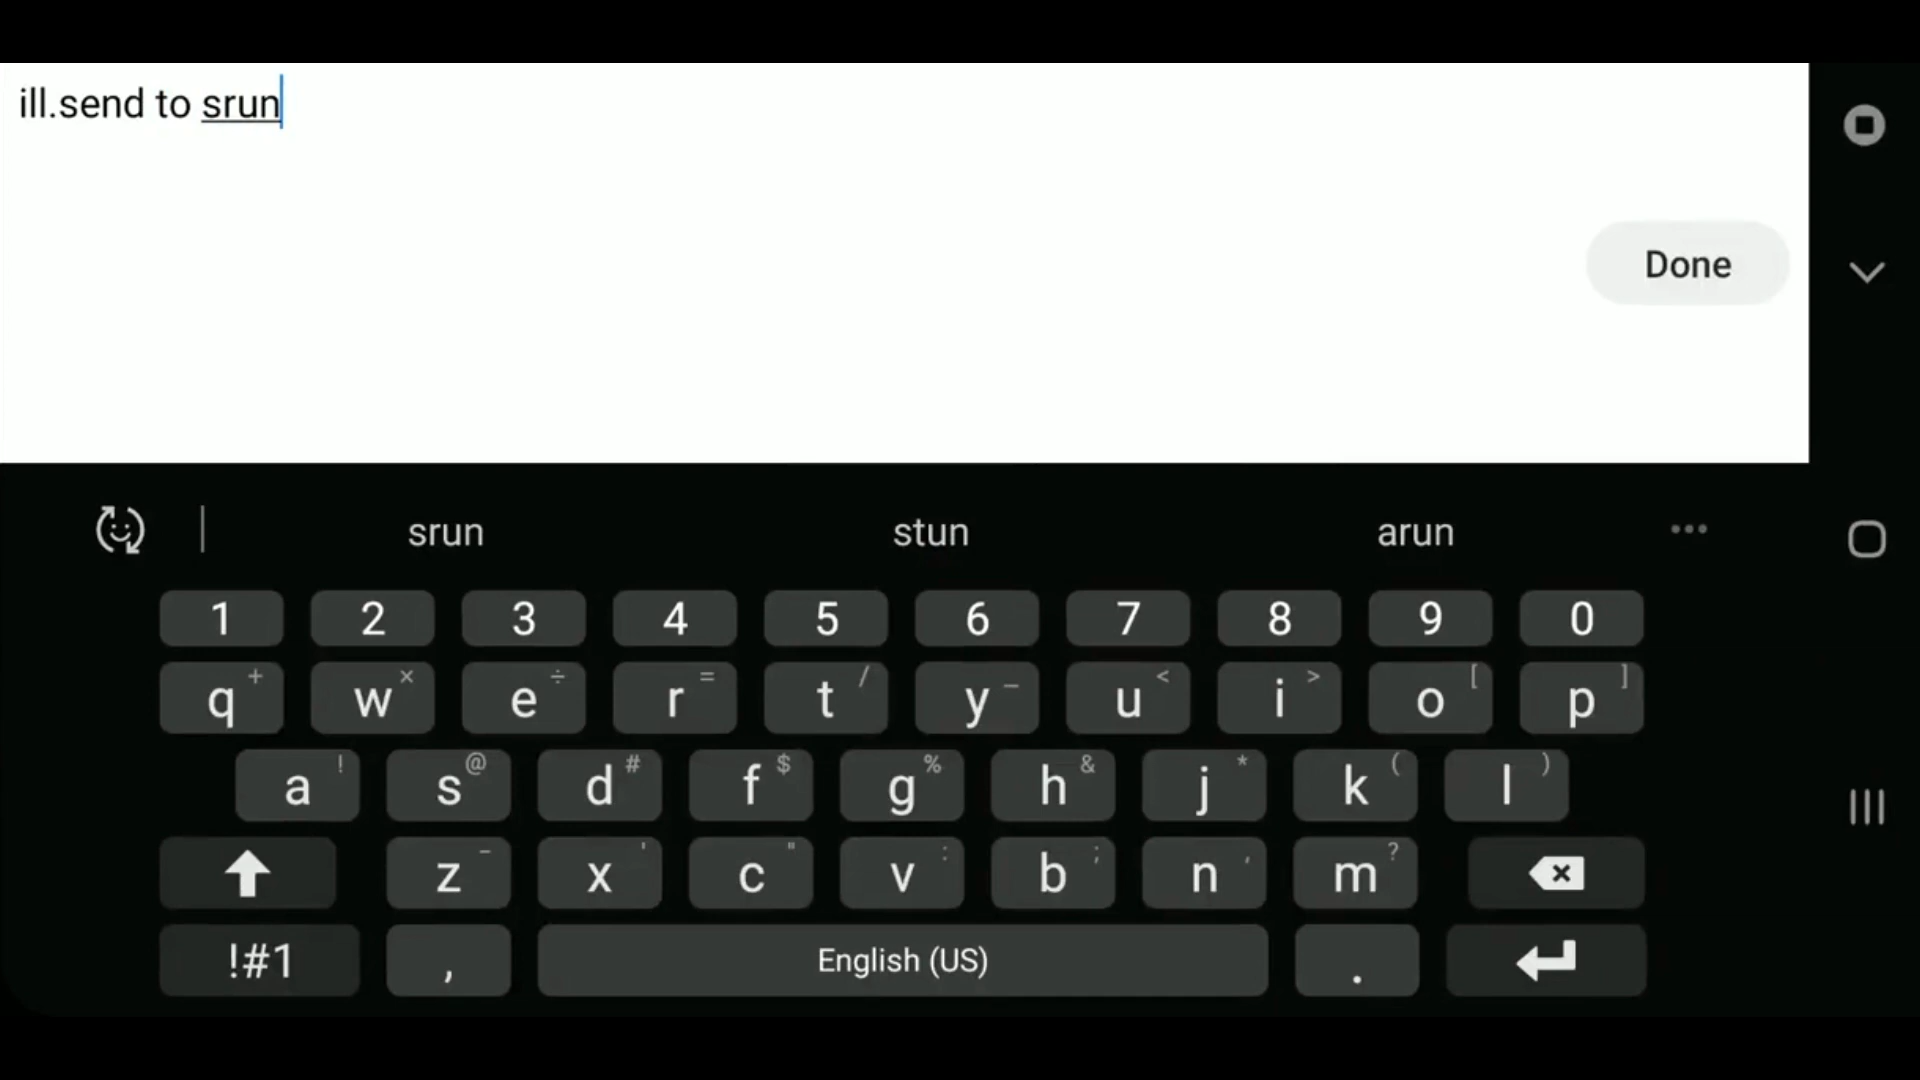 ill.send to srun
Done
srun stun arun •••
1 2 3 4 5 6 7 8 9 0
q + w × e ÷ r = t / y _ u < i > o [ p ]
a ! s @ d # f $ g % h & j * k ( l )
z - x ' c " v : b ; n , m ?
!#1 , English (US) .